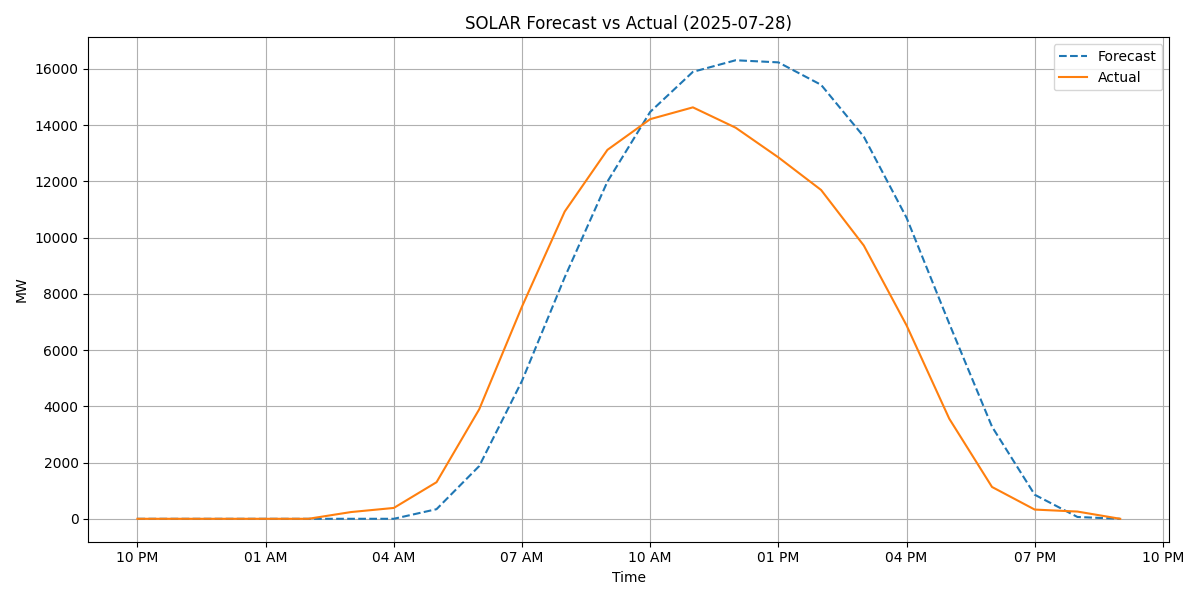 SOLAR Forecast vs Actual (2025-07-28)
Forecast
Actual
16000
14000
12000
10000
8000
6000
4000
2000
0
MW
10 PM 01 AM 04 AM 07 AM 10 AM 01 PM 04 PM 07 PM 10 PM
Time